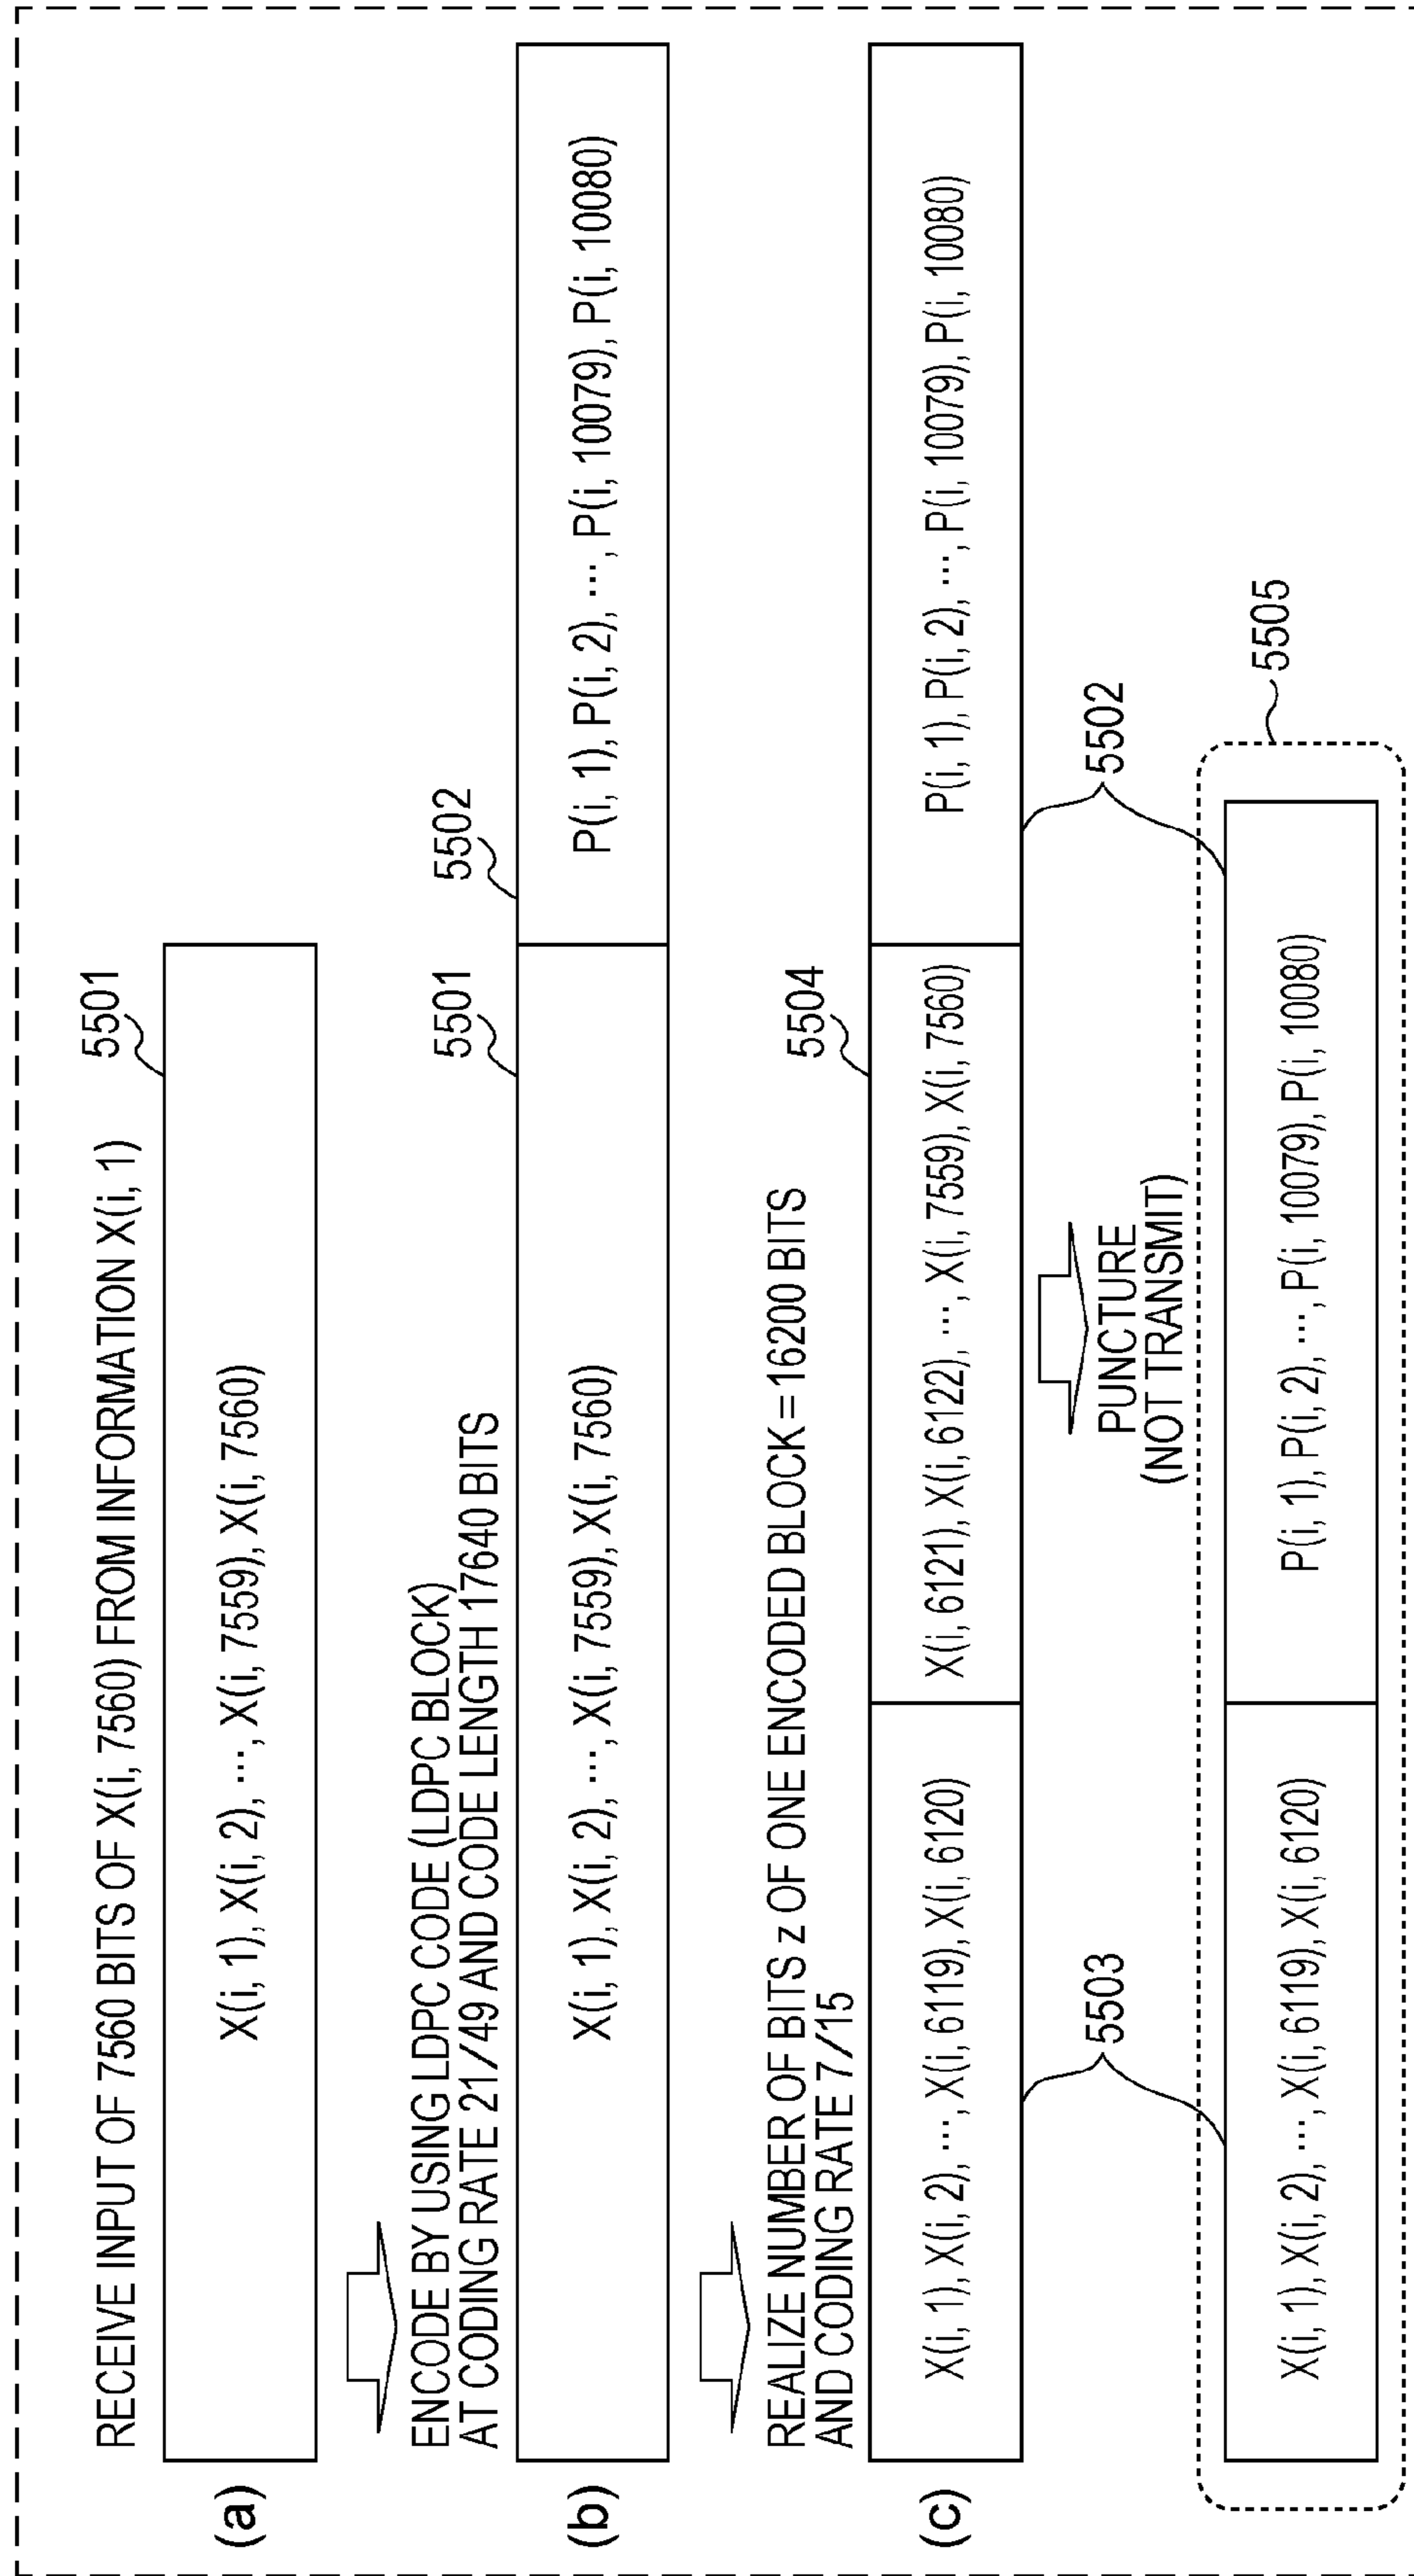 RECEIVE INPUT OF 7560 BITS OF X(i, 7560) FROM INFORMATION X(i, 1)
5501
(a)
X(i, 1), X(i, 2), ···, X(i, 7559), X(i, 7560)
ENCODE BY USING LDPC CODE (LDPC BLOCK)
AT CODING RATE 21/49 AND CODE LENGTH 17640 BITS
5501
5502
(b)
X(i, 1), X(i, 2), ···, X(i, 7559), X(i, 7560)
P(i, 1), P(i, 2), ···, P(i, 10079), P(i, 10080)
REALIZE NUMBER OF BITS z OF ONE ENCODED BLOCK = 16200 BITS
AND CODING RATE 7/15
5504
(c)
X(i, 1), X(i, 2), ···, X(i, 6119), X(i, 6120)
X(i, 6121), X(i, 6122), ···, X(i, 7559), X(i, 7560)
P(i, 1), P(i, 2), ···, P(i, 10079), P(i, 10080)
5503
PUNCTURE
(NOT TRANSMIT)
5502
5505
X(i, 1), X(i, 2), ···, X(i, 6119), X(i, 6120)
P(i, 1), P(i, 2), ···, P(i, 10079), P(i, 10080)